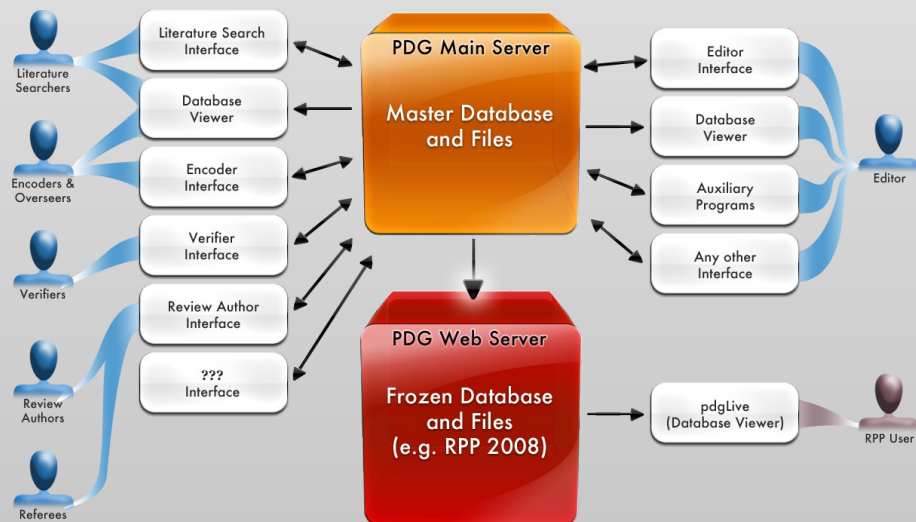 Literature
Searchers
Encoders &
Overseers
Verifiers
Review
Authors
Referees
Literature Search
Interface
Database
Viewer
Encoder
Interface
Verifier
Interface
Review Author
Interface
???
Interface
PDG Main Server
Master Database
and Files
PDG Web Server
Frozen Database
and Files
(e.g. RPP 2008)
Editor
Interface
Database
Viewer
Auxiliary
Programs
Any other
Interface
pdgLive
(Database Viewer)
Editor
RPP User